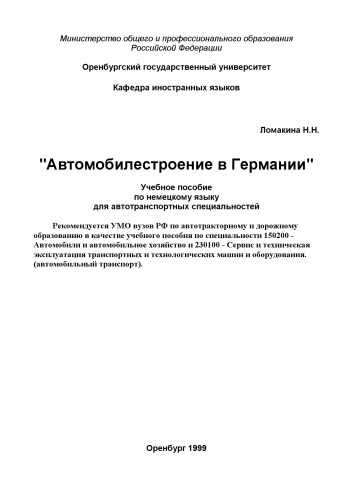 Министерство общего и профессионального образования
Российской Федерации
Оренбургский государственный университет
Кафедра иностранных языков
Ломакина Н.Н.
"Автомобилестроение в Германии"
Учебное пособие
по немецкому языку
для автотранспортных специальностей
Рекомендуется УМО вузов РФ по автотракторному и дорожному
образованию в качестве учебного пособия по специальности 150200 -
Автомобили и автомобильное хозяйство и 230100 - Сервис и техническая
эксплуатация транспортных и технологических машин и оборудования.
(автомобильный транспорт).
Оренбург 1999